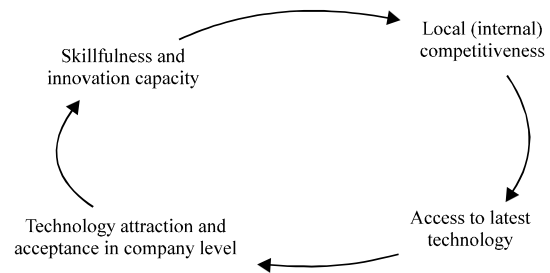 Skillfulness and
innovation capacity
Local (internal)
competitiveness
Access to latest
technology
Technology attraction and
acceptance in company level